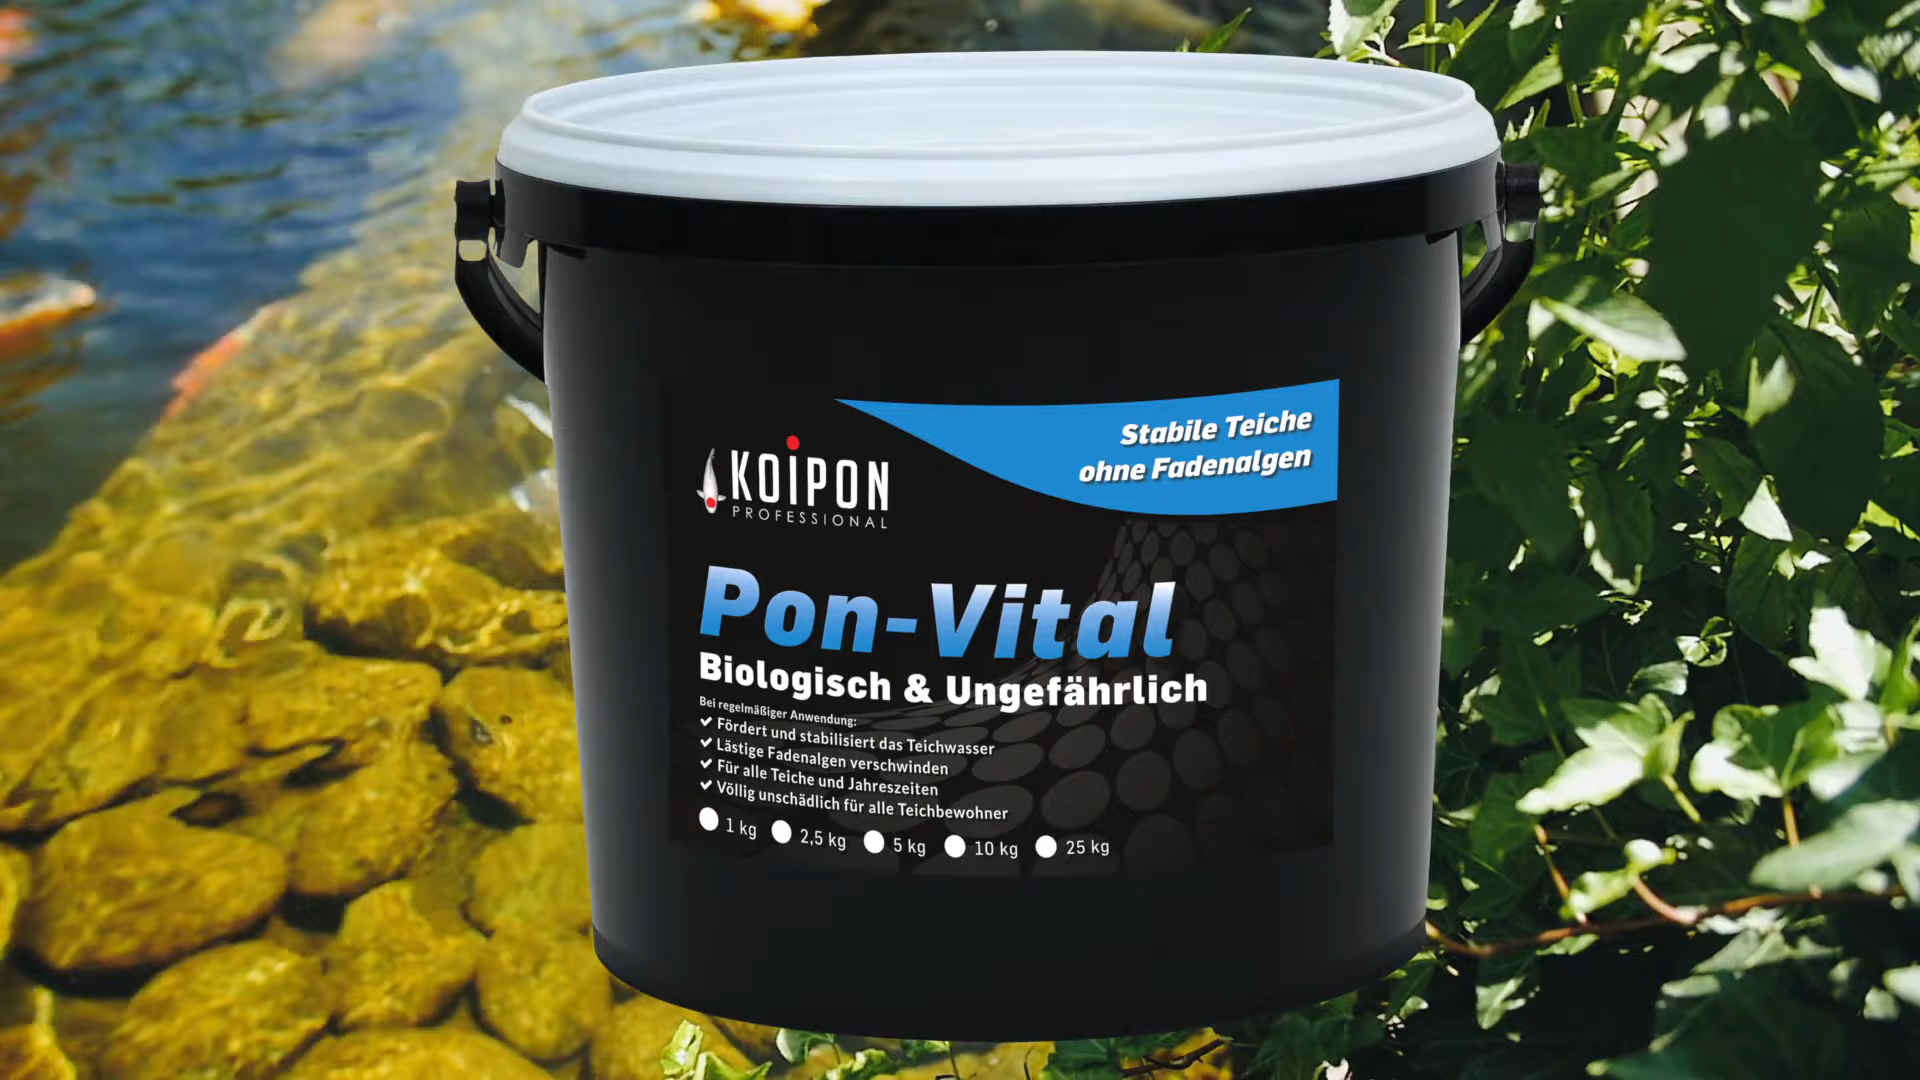 Stabile Teiche
ohne Fadenalgen
KOIPON
PROFESSIONAL
Pon-Vital
Biologisch & Ungefährlich
Bei regelmäßiger Anwendung:
✔ Fördert und stabilisiert das Teichwasser
✔ Lästige Fadenalgen verschwinden
✔ Für alle Teiche und Jahreszeiten
✔ Völlig unschädlich für alle Teichbewohner
1 kg 2,5 kg 5 kg 10 kg 25 kg